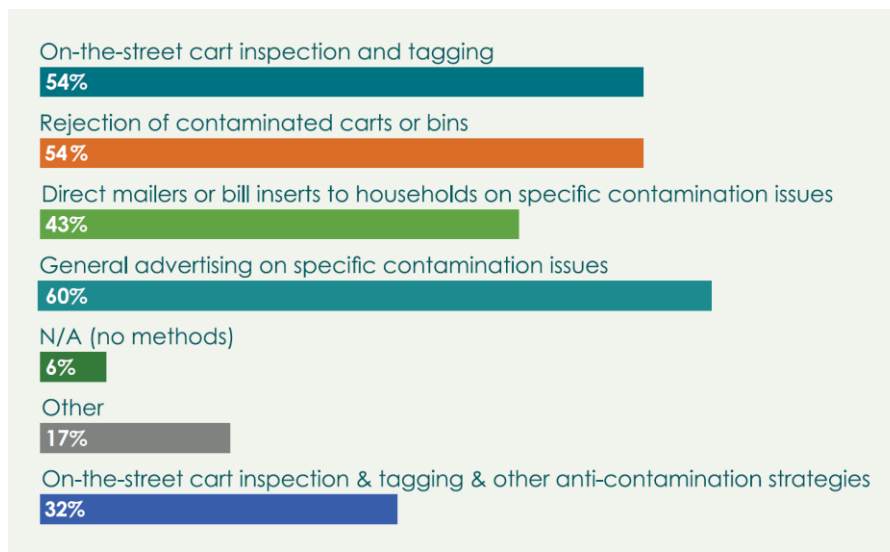 On-the-street cart inspection and tagging
54%
Rejection of contaminated carts or bins
54%
Direct mailers or bill inserts to households on specific contamination issues
43%
General advertising on specific contamination issues
60%
N/A (no methods)
6%
Other
17%
On-the-street cart inspection & tagging & other anti-contamination strategies
32%